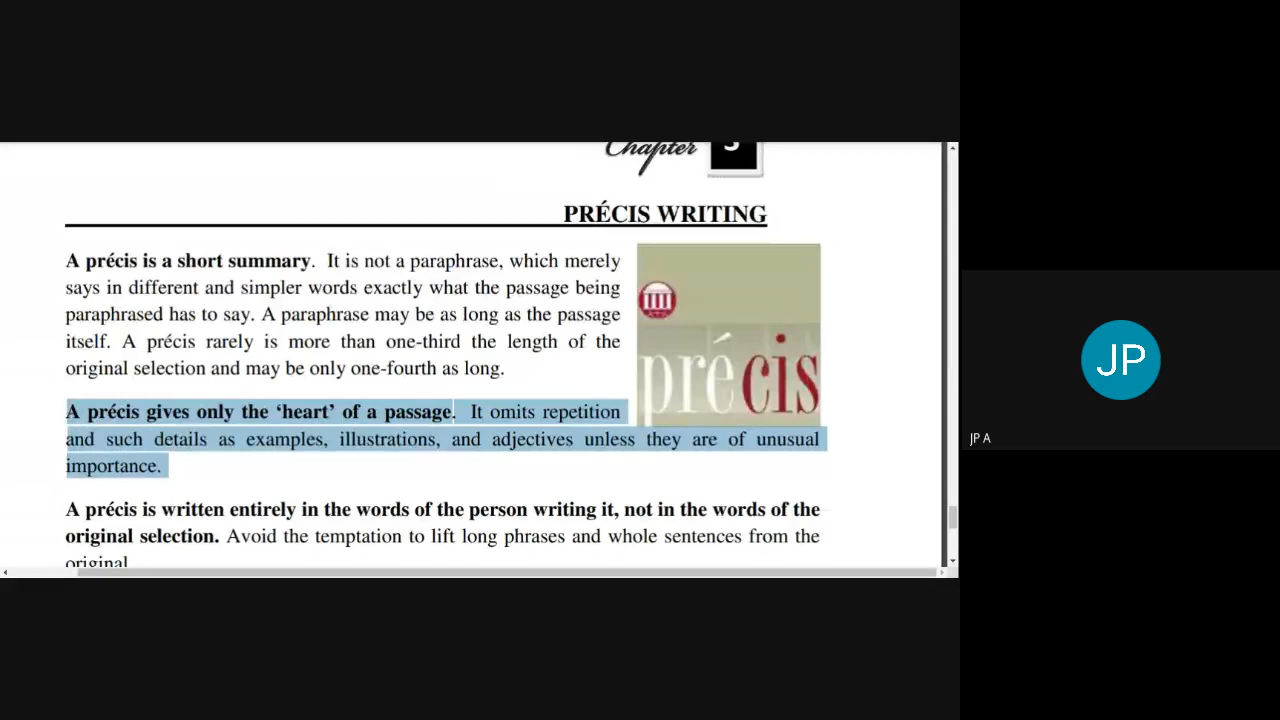 Chapter
PRÉCIS WRITING
A précis is a short summary. It is not a paraphrase, which merely
says in different and simpler words exactly what the passage being
paraphrased has to say. A paraphrase may be as long as the passage
itself. A précis rarely is more than one-third the length of the
original selection and may be only one-fourth as long.
précis
A précis gives only the ‘heart’ of a passage. It omits repetition
and such details as examples, illustrations, and adjectives unless they are of unusual
importance.
A précis is written entirely in the words of the person writing it, not in the words of the
original selection. Avoid the temptation to lift long phrases and whole sentences from the
original
JP
JP A